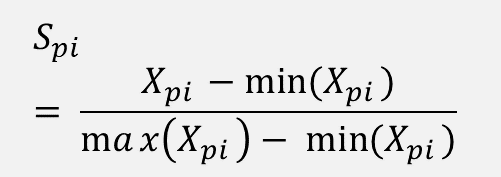 S_{pi}
= \frac{X_{pi} - \min(X_{pi})}{\max(X_{pi}) - \min(X_{pi})}